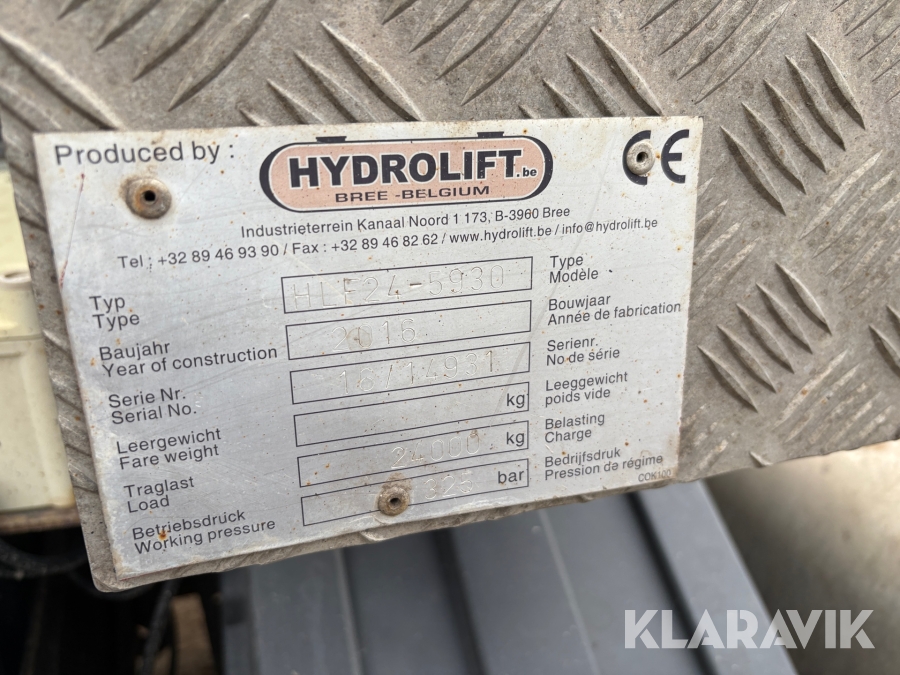 Produced by :
HYDROLIFT.be
BREE -BELGIUM
CE
Industrieterrein Kanaal Noord 1 173, B-3960 Bree
Tel : +32 89 46 93 90 / Fax : +32 89 46 82 62 / www.hydrolift.be / info@hydrolift.be
Typ
Type
HLF24-5930
Type
Modèle
Baujahr
Year of construction
2016
Bouwjaar
Année de fabrication
Serie Nr.
Serial No.
16/14931
Serienr.
No de série
Leergewicht
Fare weight
kg
Leeggewicht
poids vide
Traglast
Load
24000 kg
Belasting
Charge
Betriebsdruck
Working pressure
325 bar
Bedrijfsdruk
Pression de régime
COK100
KLARAVIK